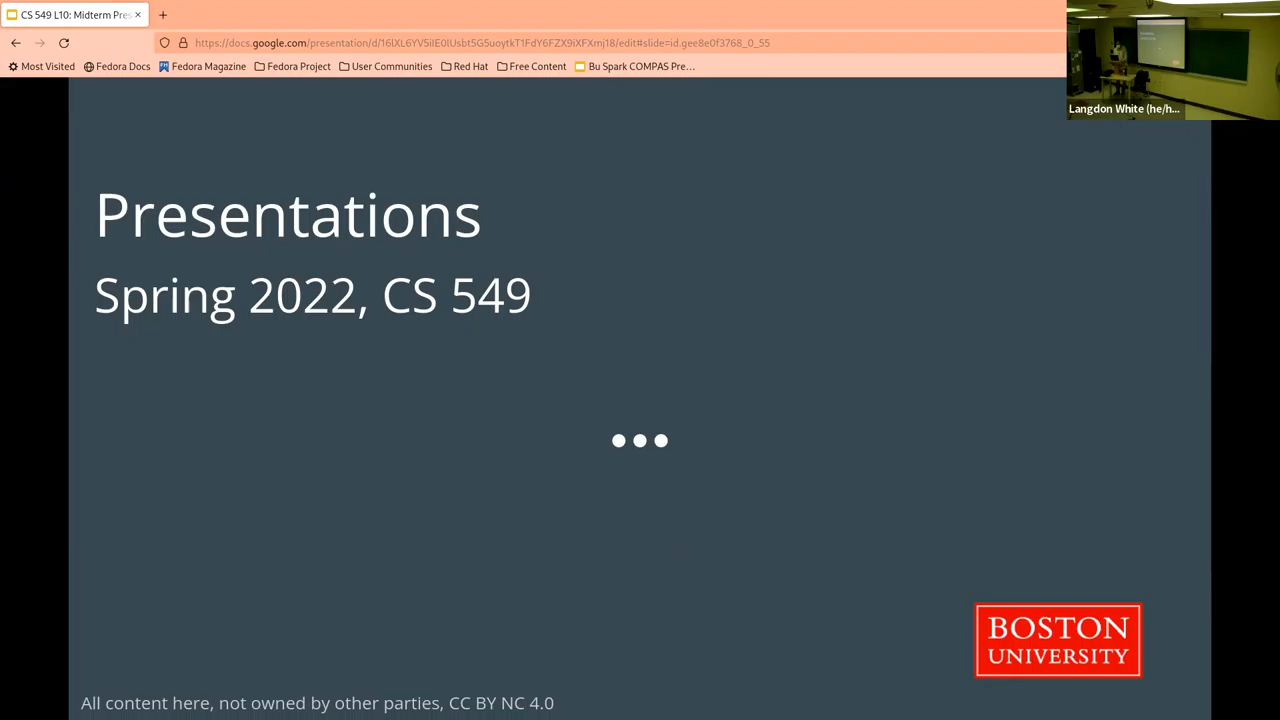 CS 549 L10: Midterm Pres
https://docs.google.com/presentation/d/16lXL6YV5iIE0lUsbt5G5uoytkT1FdY6FZX9iXFXmj18/edit#slide=id.gee8e0f3768_0_55
Most Visited
Fedora Docs
Fedora Magazine
Fedora Project
User Communities
Red Hat
Free Content
Bu Spark COMPAS Pre…
Langdon White (he/h...
Presentations
Spring 2022, CS 549
BOSTON
UNIVERSITY
All content here, not owned by other parties, CC BY NC 4.0